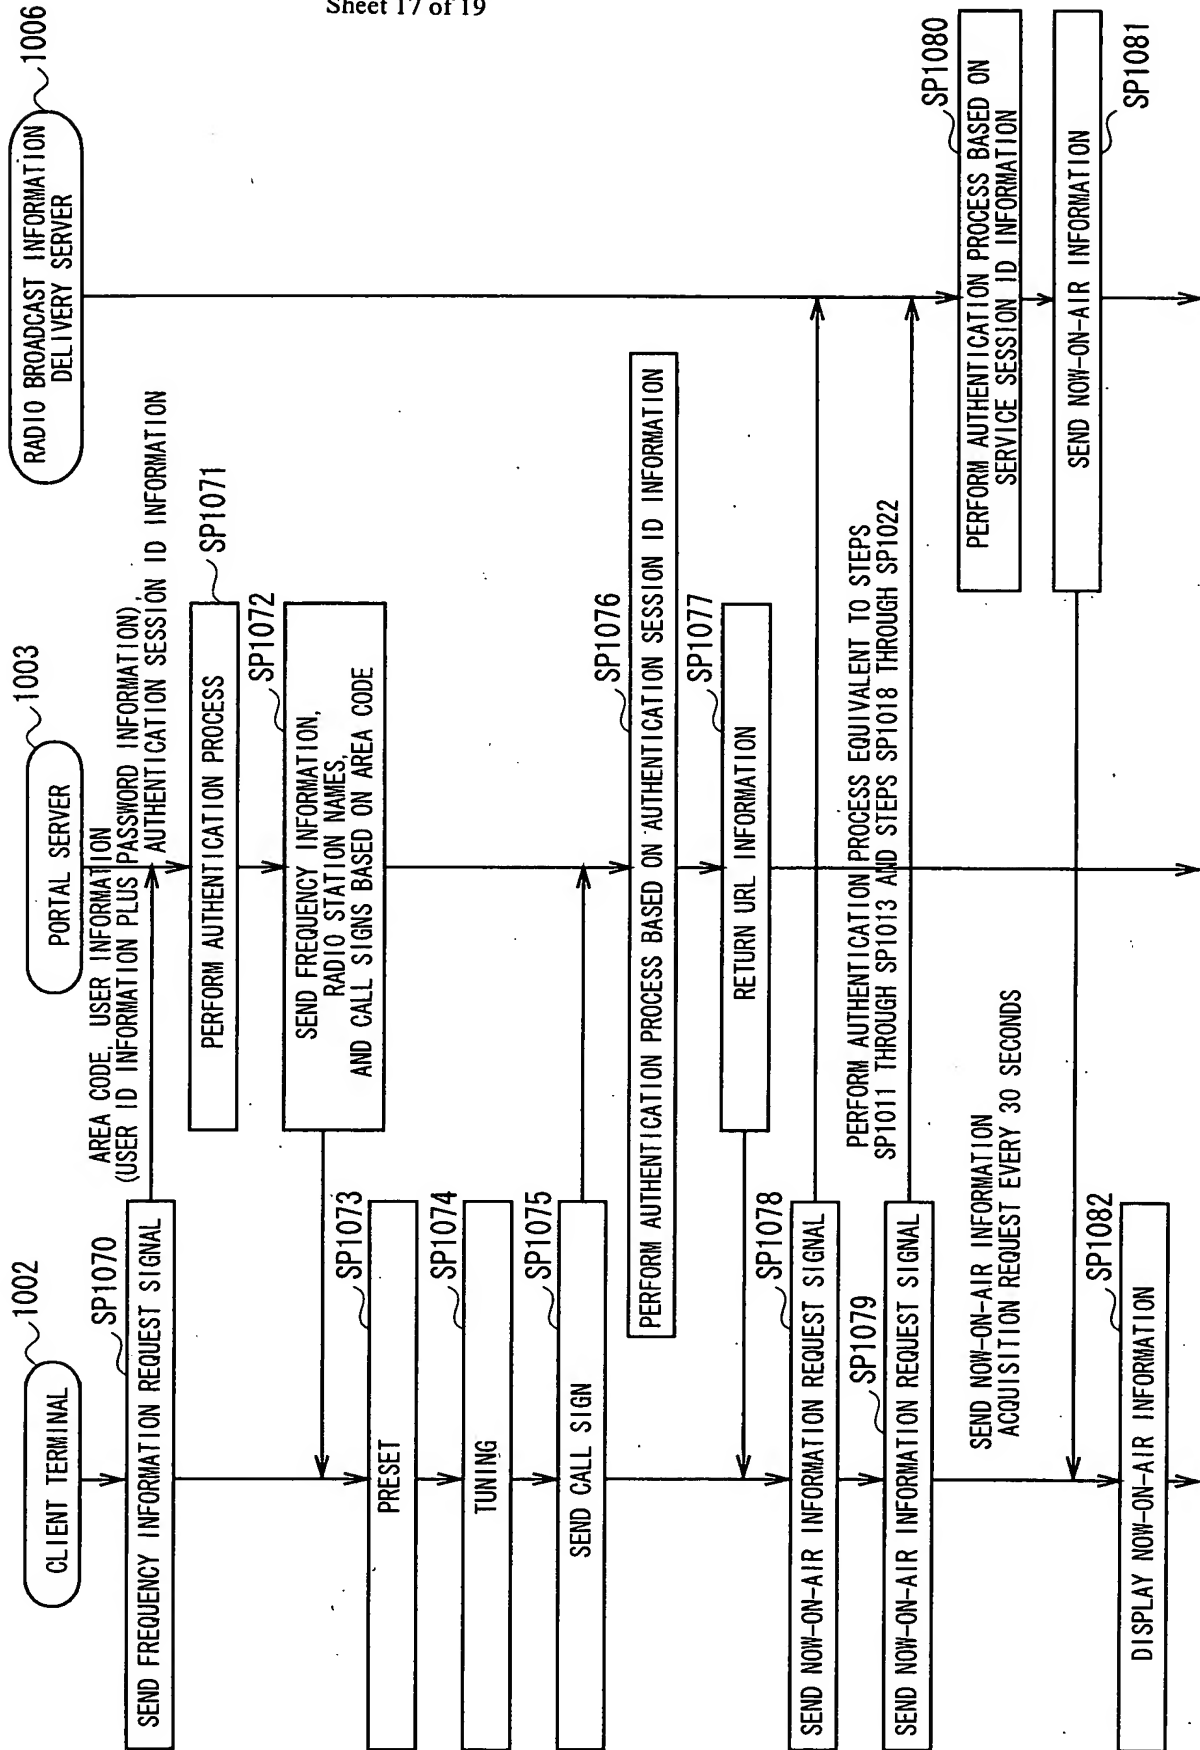 Sheet 17 of 19
CLIENT TERMINAL
1002
PORTAL SERVER
1003
RADIO BROADCAST INFORMATION
DELIVERY SERVER
1006
SP1070
SEND FREQUENCY INFORMATION REQUEST SIGNAL
AREA CODE, USER INFORMATION
(USER ID INFORMATION PLUS PASSWORD INFORMATION),
AUTHENTICATION SESSION ID INFORMATION
PERFORM AUTHENTICATION PROCESS
SP1071
SP1072
SEND FREQUENCY INFORMATION,
RADIO STATION NAMES,
AND CALL SIGNS BASED ON AREA CODE
SP1073
PRESET
SP1074
TUNING
SP1075
SEND CALL SIGN
SP1076
PERFORM AUTHENTICATION PROCESS BASED ON AUTHENTICATION SESSION ID INFORMATION
SP1077
RETURN URL INFORMATION
SP1078
SEND NOW-ON-AIR INFORMATION REQUEST SIGNAL
PERFORM AUTHENTICATION PROCESS EQUIVALENT TO STEPS
SP1011 THROUGH SP1013 AND STEPS SP1018 THROUGH SP1022
SP1079
SEND NOW-ON-AIR INFORMATION REQUEST SIGNAL
SP1080
PERFORM AUTHENTICATION PROCESS BASED ON
SERVICE SESSION ID INFORMATION
SEND NOW-ON-AIR INFORMATION
ACQUISITION REQUEST EVERY 30 SECONDS
SEND NOW-ON-AIR INFORMATION
SP1081
SP1082
DISPLAY NOW-ON-AIR INFORMATION